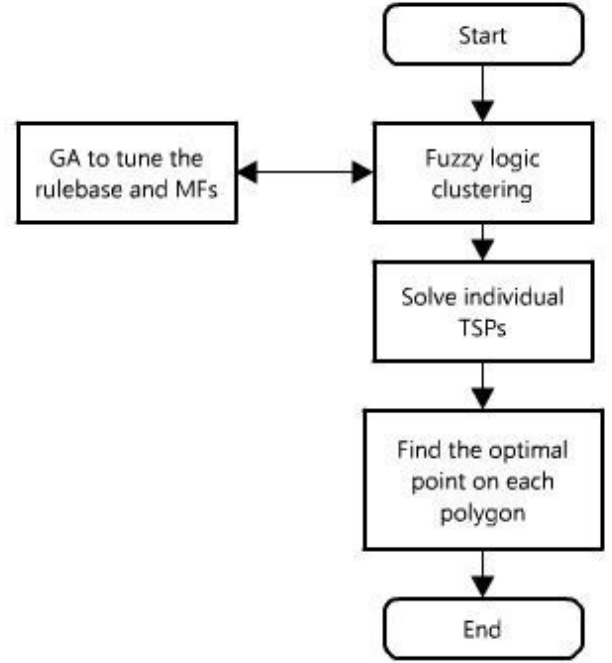 Start
GA to tune the
rulebase and MFs
Fuzzy logic
clustering
Solve individual
TSPs
Find the optimal
point on each
polygon
End